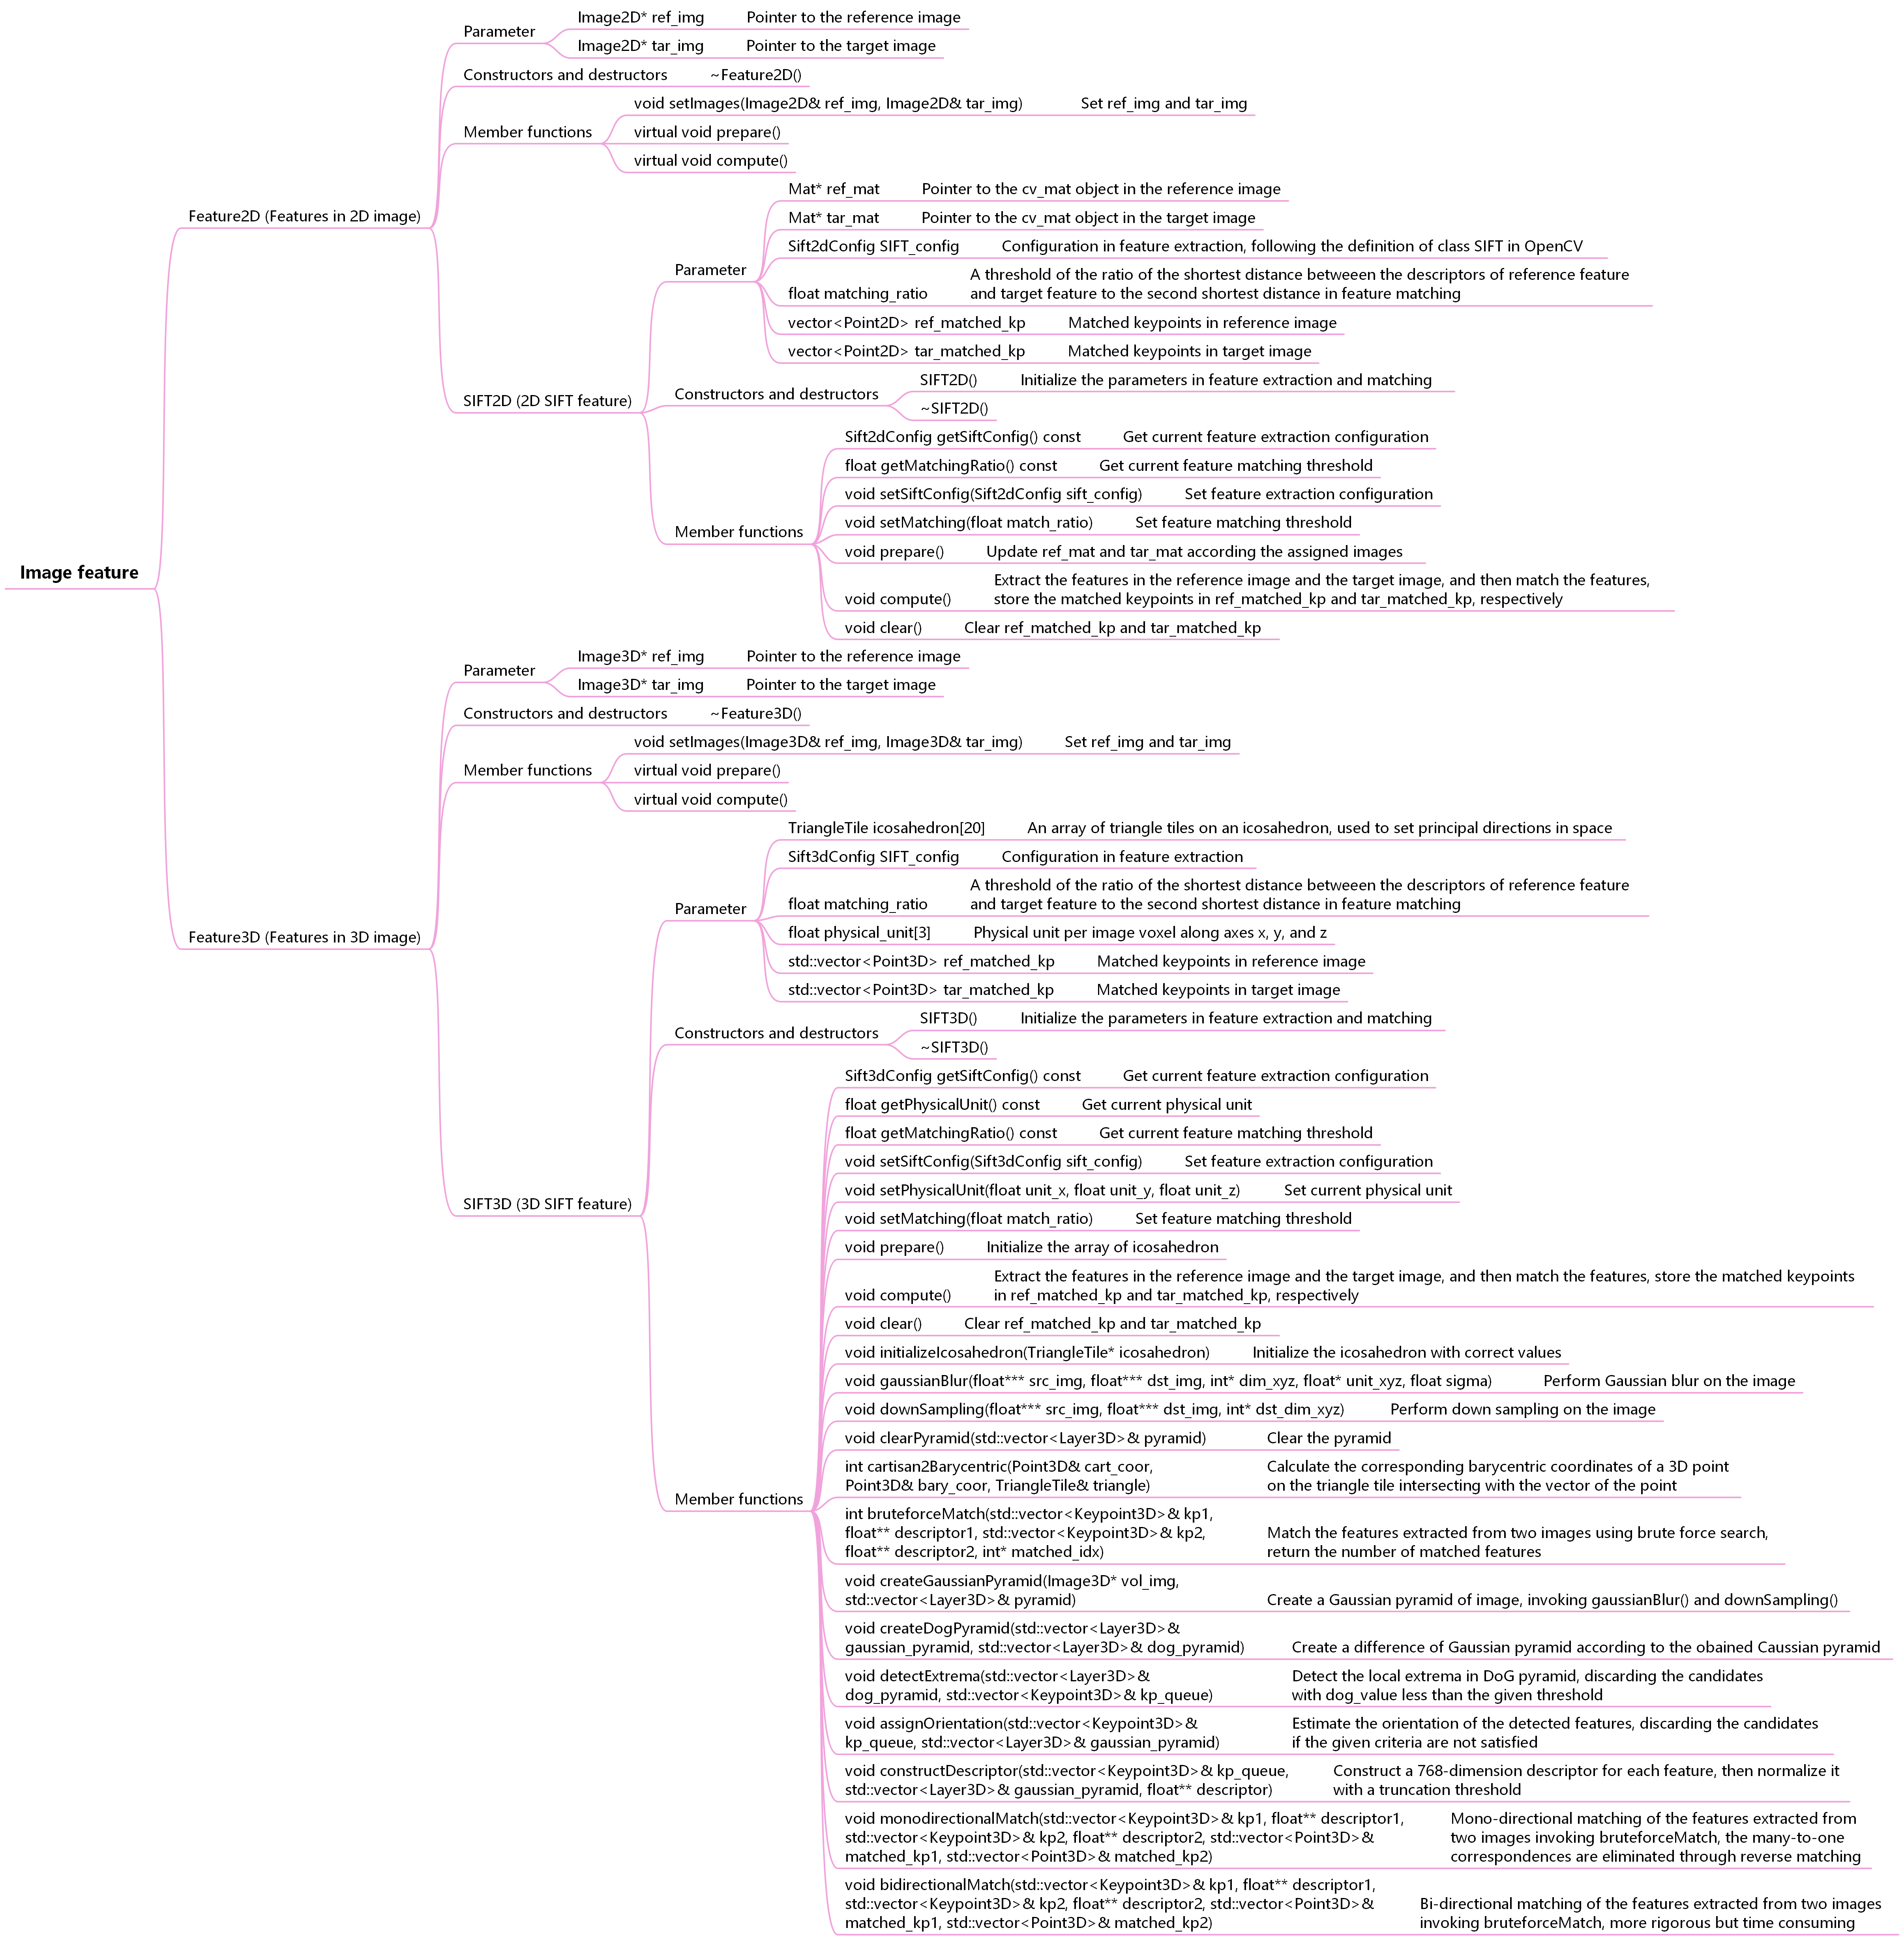 Image feature
Feature2D (Features in 2D image)
Parameter
Image2D* ref_img Pointer to the reference image
Image2D* tar_img Pointer to the target image
Constructors and destructors ~Feature2D()
Member functions
void setImages(Image2D& ref_img, Image2D& tar_img) Set ref_img and tar_img
virtual void prepare()
virtual void compute()
SIFT2D (2D SIFT feature)
Parameter
Mat* ref_mat Pointer to the cv_mat object in the reference image
Mat* tar_mat Pointer to the cv_mat object in the target image
Sift2dConfig SIFT_config Configuration in feature extraction, following the definition of class SIFT in OpenCV
float matching_ratio
A threshold of the ratio of the shortest distance betweeen the descriptors of reference feature
and target feature to the second shortest distance in feature matching
vector<Point2D> ref_matched_kp Matched keypoints in reference image
vector<Point2D> tar_matched_kp Matched keypoints in target image
Constructors and destructors
SIFT2D() Initialize the parameters in feature extraction and matching
~SIFT2D()
Member functions
Sift2dConfig getSiftConfig() const Get current feature extraction configuration
float getMatchingRatio() const Get current feature matching threshold
void setSiftConfig(Sift2dConfig sift_config) Set feature extraction configuration
void setMatching(float match_ratio) Set feature matching threshold
void prepare() Update ref_mat and tar_mat according the assigned images
void compute()
Extract the features in the reference image and the target image, and then match the features,
store the matched keypoints in ref_matched_kp and tar_matched_kp, respectively
void clear() Clear ref_matched_kp and tar_matched_kp
Feature3D (Features in 3D image)
Parameter
Image3D* ref_img Pointer to the reference image
Image3D* tar_img Pointer to the target image
Constructors and destructors ~Feature3D()
Member functions
void setImages(Image3D& ref_img, Image3D& tar_img) Set ref_img and tar_img
virtual void prepare()
virtual void compute()
SIFT3D (3D SIFT feature)
Parameter
TriangleTile icosahedron[20] An array of triangle tiles on an icosahedron, used to set principal directions in space
Sift3dConfig SIFT_config Configuration in feature extraction
float matching_ratio
A threshold of the ratio of the shortest distance betweeen the descriptors of reference feature
and target feature to the second shortest distance in feature matching
float physical_unit[3] Physical unit per image voxel along axes x, y, and z
std::vector<Point3D> ref_matched_kp Matched keypoints in reference image
std::vector<Point3D> tar_matched_kp Matched keypoints in target image
Constructors and destructors
SIFT3D() Initialize the parameters in feature extraction and matching
~SIFT3D()
Member functions
Sift3dConfig getSiftConfig() const Get current feature extraction configuration
float getPhysicalUnit() const Get current physical unit
float getMatchingRatio() const Get current feature matching threshold
void setSiftConfig(Sift3dConfig sift_config) Set feature extraction configuration
void setPhysicalUnit(float unit_x, float unit_y, float unit_z) Set current physical unit
void setMatching(float match_ratio) Set feature matching threshold
void prepare() Initialize the array of icosahedron
void compute()
Extract the features in the reference image and the target image, and then match the features, store the matched keypoints
in ref_matched_kp and tar_matched_kp, respectively
void clear() Clear ref_matched_kp and tar_matched_kp
void initializeIcosahedron(TriangleTile* icosahedron) Initialize the icosahedron with correct values
void gaussianBlur(float*** src_img, float*** dst_img, int* dim_xyz, float* unit_xyz, float sigma) Perform Gaussian blur on the image
void downSampling(float*** src_img, float*** dst_img, int* dst_dim_xyz) Perform down sampling on the image
void clearPyramid(std::vector<Layer3D>& pyramid) Clear the pyramid
int cartisan2Barycentric(Point3D& cart_coor,
Point3D& bary_coor, TriangleTile& triangle)
Calculate the corresponding barycentric coordinates of a 3D point
on the triangle tile intersecting with the vector of the point
int bruteforceMatch(std::vector<Keypoint3D>& kp1,
float** descriptor1, std::vector<Keypoint3D>& kp2,
float** descriptor2, int* matched_idx)
Match the features extracted from two images using brute force search,
return the number of matched features
void createGaussianPyramid(Image3D* vol_img,
std::vector<Layer3D>& pyramid)
Create a Gaussian pyramid of image, invoking gaussianBlur() and downSampling()
void createDogPyramid(std::vector<Layer3D>&
gaussian_pyramid, std::vector<Layer3D>& dog_pyramid)
Create a difference of Gaussian pyramid according to the obained Caussian pyramid
void detectExtrema(std::vector<Layer3D>&
dog_pyramid, std::vector<Keypoint3D>& kp_queue)
Detect the local extrema in DoG pyramid, discarding the candidates
with dog_value less than the given threshold
void assignOrientation(std::vector<Keypoint3D>&
kp_queue, std::vector<Layer3D>& gaussian_pyramid)
Estimate the orientation of the detected features, discarding the candidates
if the given criteria are not satisfied
void constructDescriptor(std::vector<Keypoint3D>& kp_queue,
std::vector<Layer3D>& gaussian_pyramid, float** descriptor)
Construct a 768-dimension descriptor for each feature, then normalize it
with a truncation threshold
void monodirectionalMatch(std::vector<Keypoint3D>& kp1, float** descriptor1,
std::vector<Keypoint3D>& kp2, float** descriptor2, std::vector<Point3D>&
matched_kp1, std::vector<Point3D>& matched_kp2)
Mono-directional matching of the features extracted from
two images invoking bruteforceMatch, the many-to-one
correspondences are eliminated through reverse matching
void bidirectionalMatch(std::vector<Keypoint3D>& kp1, float** descriptor1,
std::vector<Keypoint3D>& kp2, float** descriptor2, std::vector<Point3D>&
matched_kp1, std::vector<Point3D>& matched_kp2)
Bi-directional matching of the features extracted from two images
invoking bruteforceMatch, more rigorous but time consuming